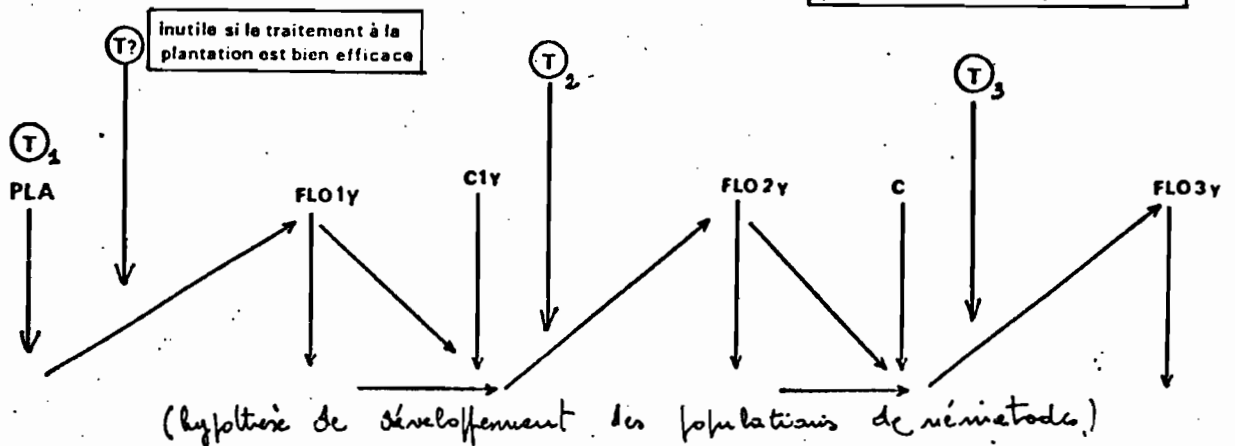 T?
inutile si le traitement à la
plantation est bien efficace
T 2
T 3
T 1
PLA
FLO1Y
C1Y
FLO2Y
C
FLO3Y
(hypothèse de développement des populations de nématodes)